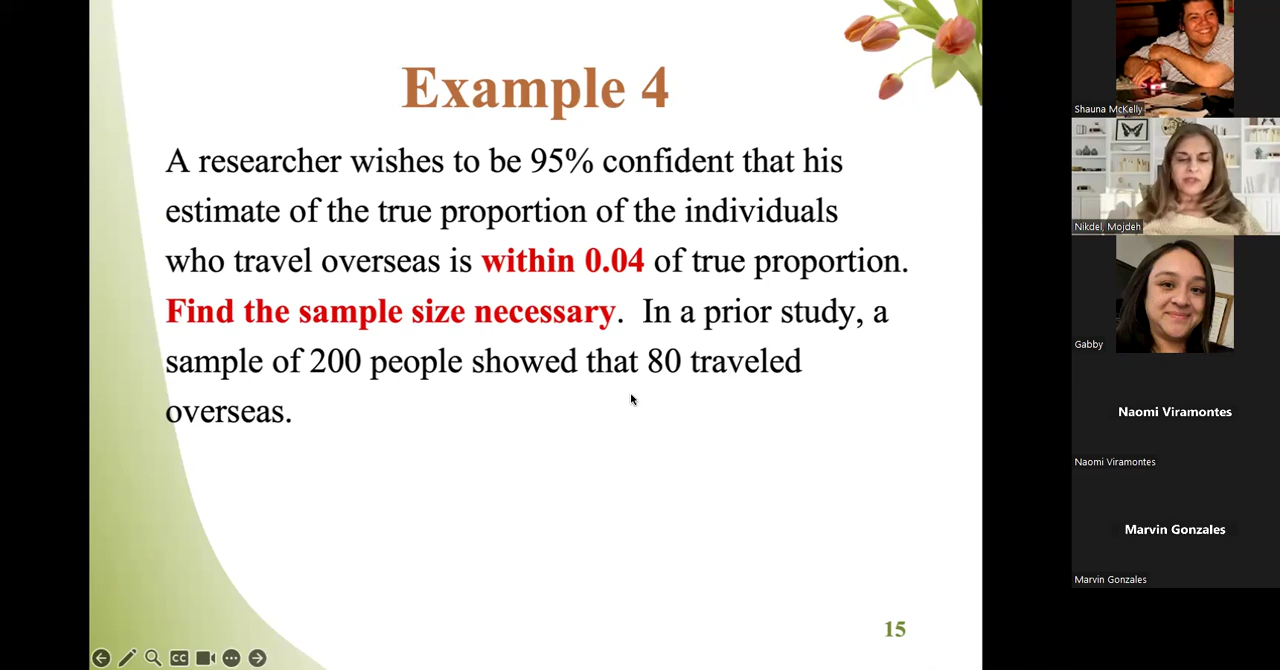 Example 4
A researcher wishes to be 95% confident that his
estimate of the true proportion of the individuals
who travel overseas is within 0.04 of true proportion.
Find the sample size necessary. In a prior study, a
sample of 200 people showed that 80 traveled
overseas.
15
CC
Shauna McKelly
Nikdel, Mojdeh
Gabby
Naomi Viramontes
Naomi Viramontes
Marvin Gonzales
Marvin Gonzales